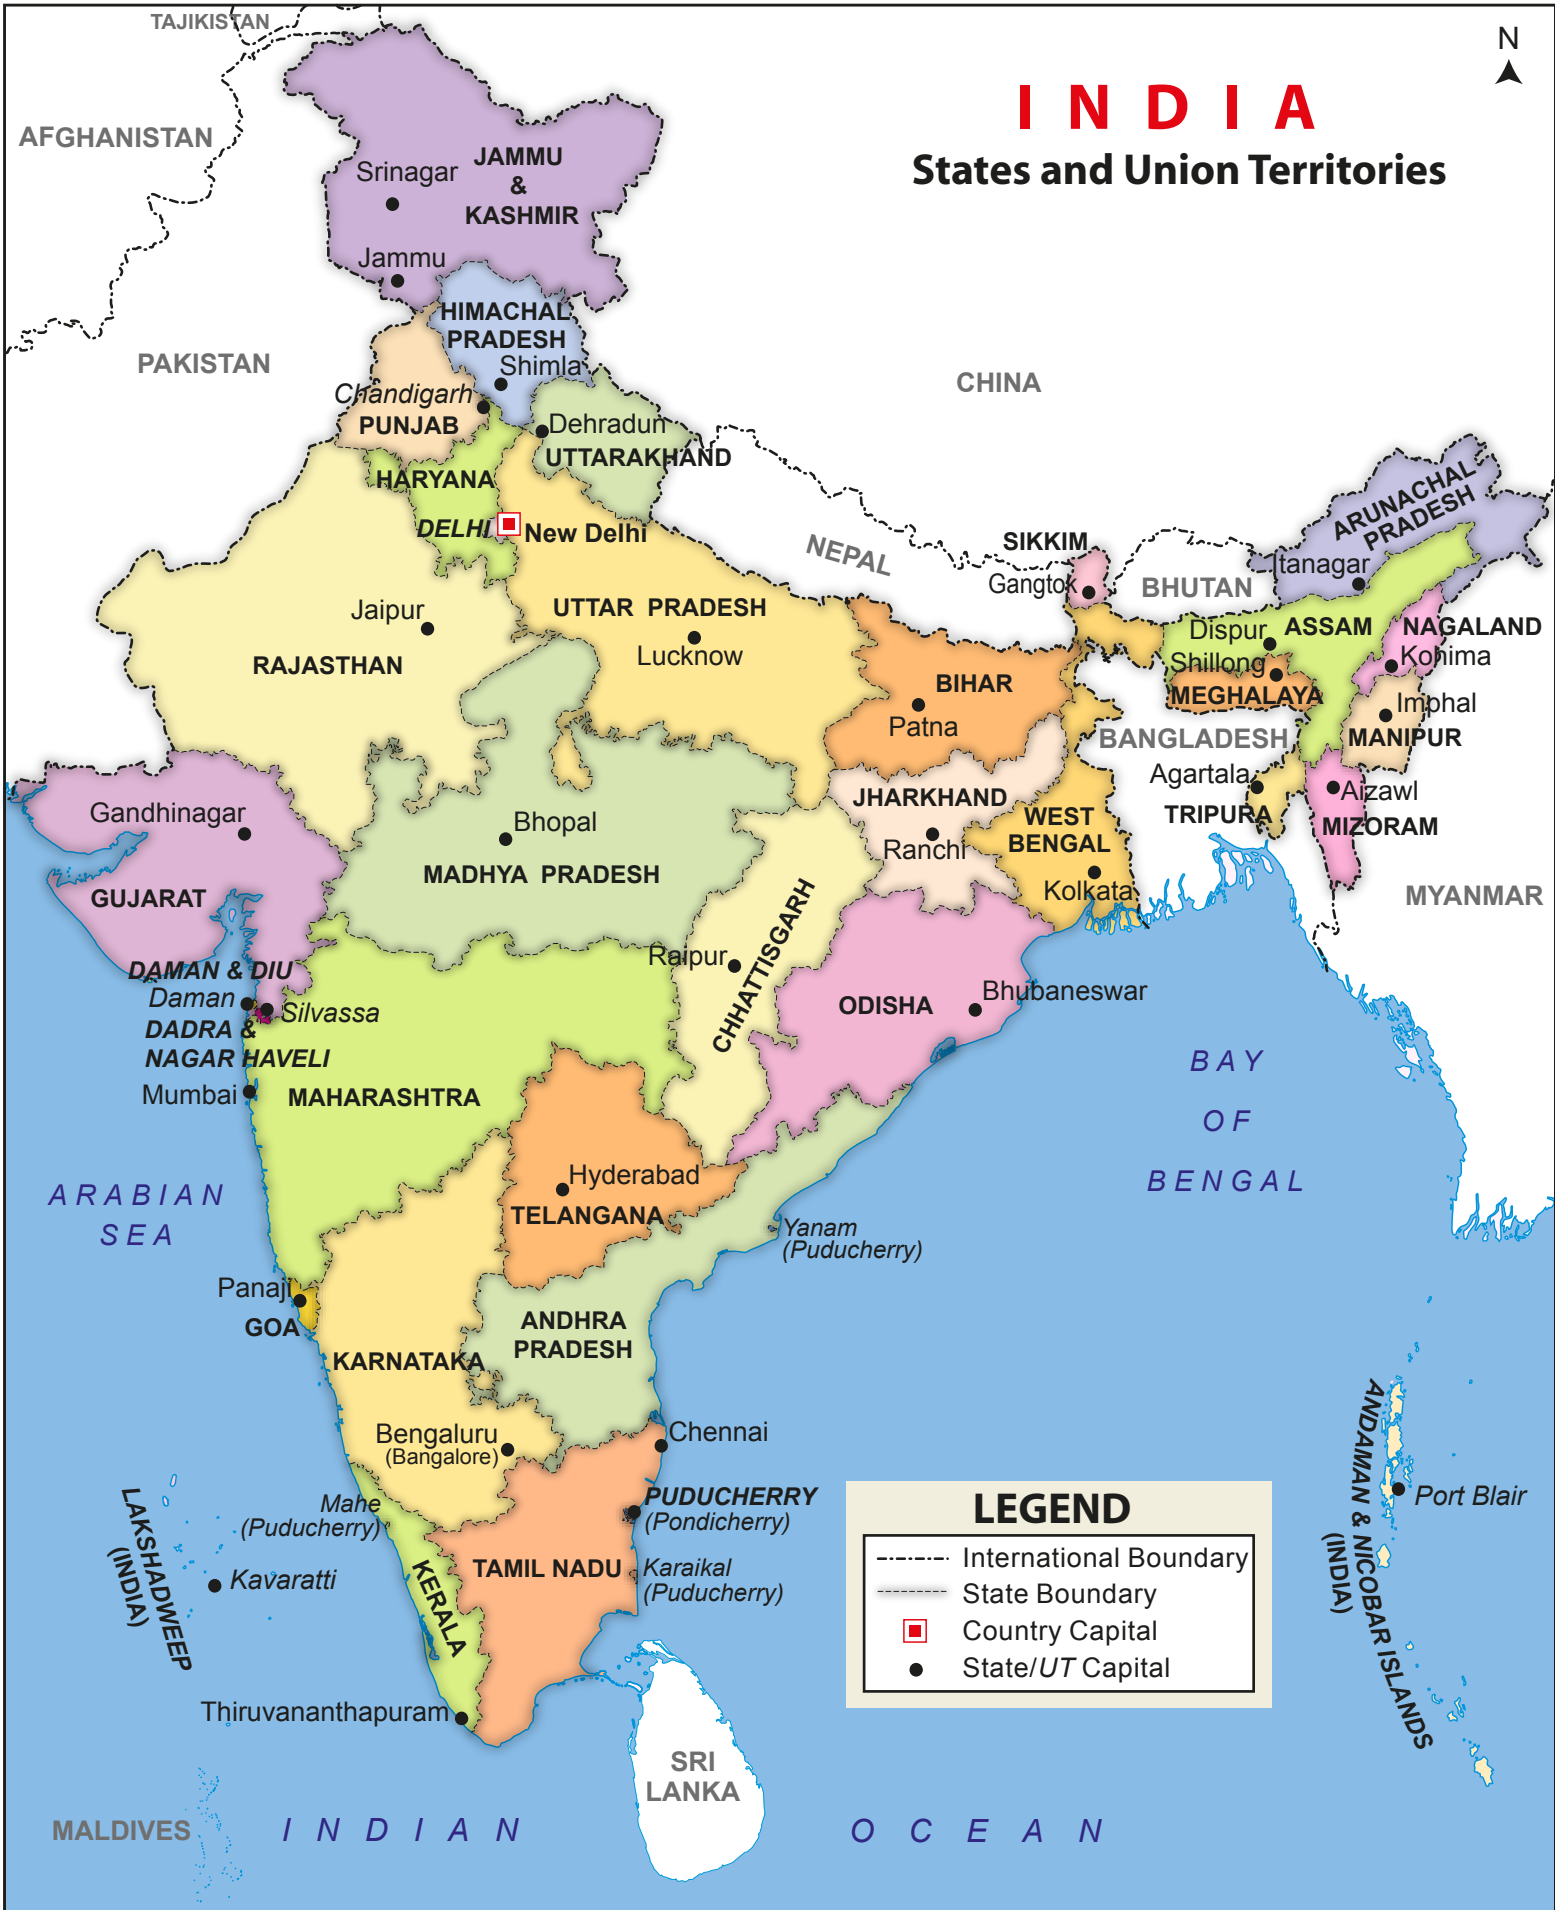 TAJIKISTAN
N
INDIA
States and Union Territories
AFGHANISTAN
JAMMU
&
KASHMIR
Srinagar
Jammu
HIMACHAL
PRADESH
Shimla
PAKISTAN
CHINA
Chandigarh
PUNJAB
Dehradun
UTTARAKHAND
HARYANA
DELHI
New Delhi
ARUNACHAL
PRADESH
Itanagar
SIKKIM
Gangtok
NEPAL
BHUTAN
Jaipur
RAJASTHAN
UTTAR PRADESH
Lucknow
Dispur
ASSAM
NAGALAND
Kohima
Shillong
MEGHALAYA
BIHAR
Patna
Imphal
MANIPUR
BANGLADESH
Agartala
TRIPURA
Aizawl
MIZORAM
Gandhinagar
GUJARAT
Bhopal
MADHYA PRADESH
JHARKHAND
Ranchi
WEST
BENGAL
Kolkata
MYANMAR
CHHATTISGARH
Raipur
ODISHA
Bhubaneswar
DAMAN & DIU
Daman
Silvassa
DADRA &
NAGAR HAVELI
Mumbai
MAHARASHTRA
BAY
OF
BENGAL
ARABIAN
SEA
Hyderabad
TELANGANA
Yanam
(Puducherry)
Panaji
GOA
ANDHRA
PRADESH
KARNATAKA
Bengaluru
(Bangalore)
Chennai
Mahe
(Puducherry)
PUDUCHERRY
(Pondicherry)
TAMIL NADU
Karaikal
(Puducherry)
KERALA
LAKSHADWEEP
(INDIA)
Kavaratti
Thiruvananthapuram
ANDAMAN & NICOBAR ISLANDS
(INDIA)
Port Blair
LEGEND
International Boundary
State Boundary
Country Capital
State/UT Capital
SRI
LANKA
MALDIVES
INDIAN OCEAN